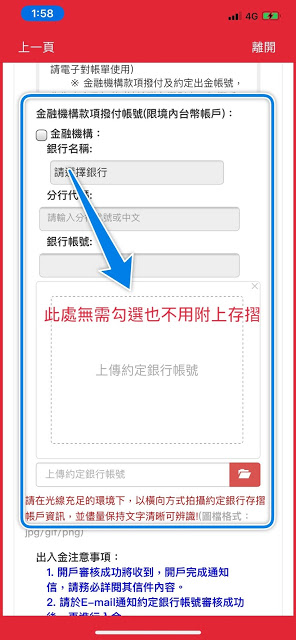 1:58
4G
上一頁
離開
請電子對帳單使用)
※ 金融機構款項撥付及約定出金帳號，
金融機構款項撥付帳號(限境內台幣帳戶)：
金融機構：
銀行名稱:
請選擇銀行
分行代號:
請輸入分行代號或中文
銀行帳號:
此處無需勾選也不用附上存摺
上傳約定銀行帳號
上傳約定銀行帳號
請在光線充足的環境下，以橫向方式拍攝約定銀行存摺
帳戶資訊，並儘量保持文字清晰可辨識!(圖檔格式：
jpg/gif/png)
出入金注意事項：
1. 開戶審核成功將收到，開戶完成通知
信，請務必詳閱其信件內容。
2. 請於E-mail通知約定銀行帳號審核成功